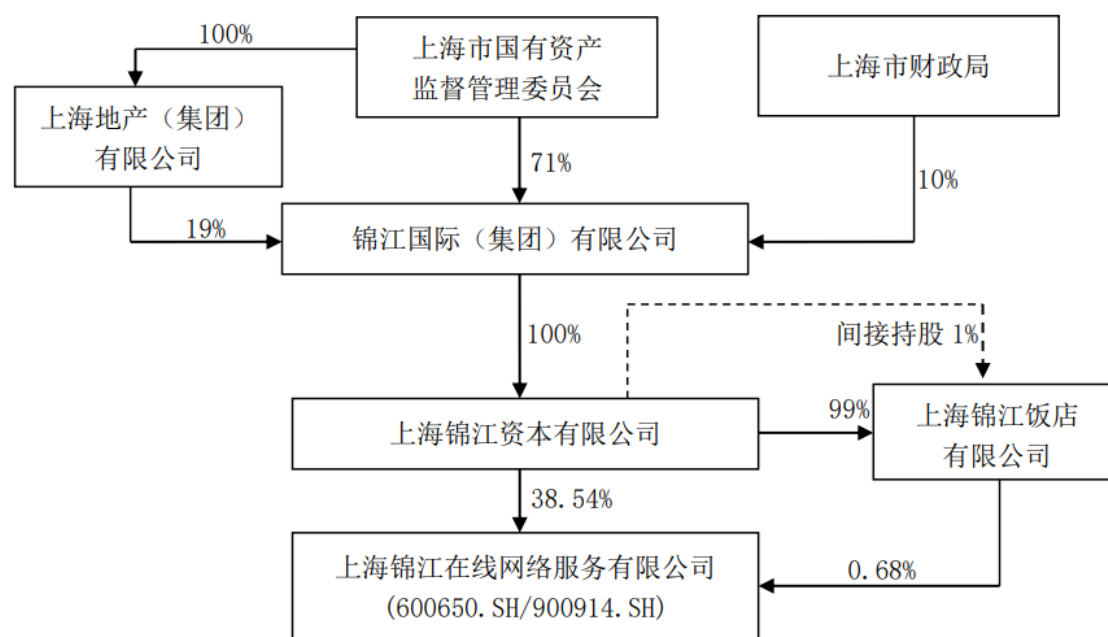 100%
上海市国有资产
监督管理委员会
上海市财政局
上海地产（集团）
有限公司
71%
10%
19%
锦江国际（集团）有限公司
100%
间接持股 1%
上海锦江资本有限公司
99%
上海锦江饭店
有限公司
38.54%
上海锦江在线网络服务有限公司
(600650.SH/900914.SH)
0.68%